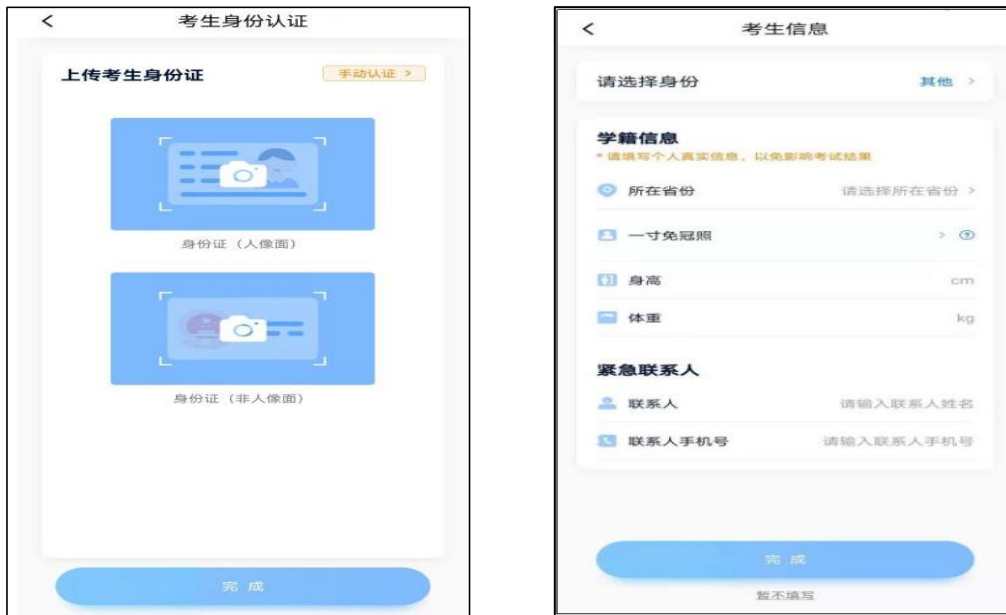 考生身份认证
上传考生身份证
手动认证 >
身份证（人像面）
身份证（非人像面）
完成
考生信息
请选择身份
其他 >
学籍信息
* 请填写个人真实信息，以免影响考试结果
所在省份
请选择所在省份 >
一寸免冠照
> ?
身高
cm
体重
kg
紧急联系人
联系人
请输入联系人姓名
联系人手机号
请输入联系人手机号
完成
暂不填写